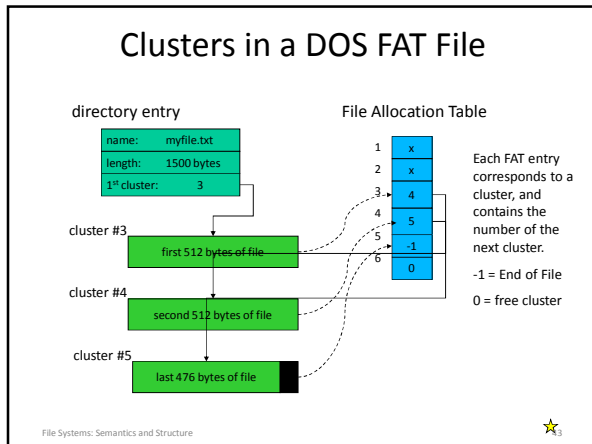 Clusters in a DOS FAT File
directory entry
name: myfile.txt
length: 1500 bytes
1st cluster: 3
cluster #3
first 512 bytes of file
cluster #4
second 512 bytes of file
cluster #5
last 476 bytes of file
File Allocation Table
1 x
2 x
3 4
4 5
5 -1
6 0
Each FAT entry
corresponds to a
cluster, and
contains the
number of the
next cluster.
-1 = End of File
0 = free cluster
File Systems: Semantics and Structure
43